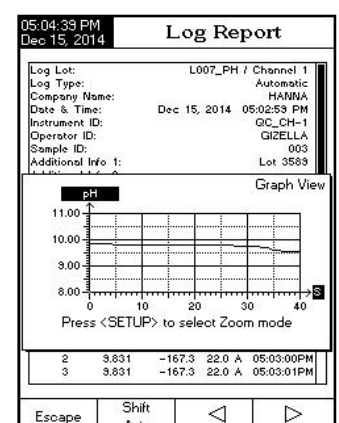 05:04:39 PM
Dec 15, 2014
Log Report
Log Lot: L007_PH / Channel 1
Log Type: Automatic
Company Name: HANNA
Date & Time: Dec 15, 2014 05:02:59 PM
Instrument ID: QC_CH-1
Operator ID: GIZELLA
Sample ID: 003
Additional Info 1: Lot 3589
Graph View
pH
11.00
10.00
9.00
8.00
0 10 20 30 40 S
Press <SETUP> to select Zoom mode
2 9.831 -167.3 22.0 A 05:03:00PM
3 9.831 -167.3 22.0 A 05:03:01PM
Escape
Shift